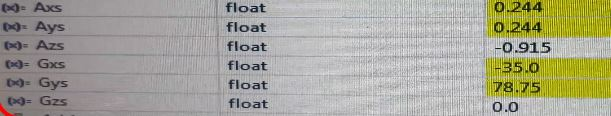 (x)= Axs float 0.244
(x)= Ays float 0.244
(x)= Azs float -0.915
(x)= Gxs float -35.0
(x)= Gys float 78.75
(x)= Gzs float 0.0